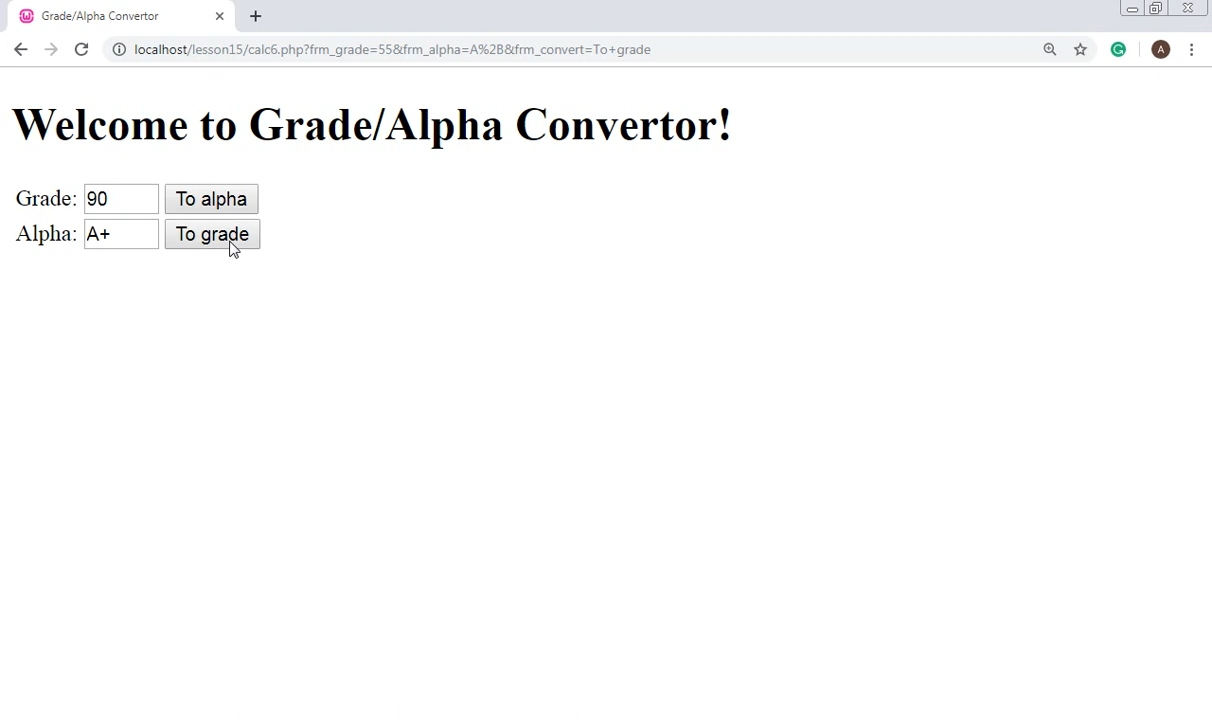 Grade/Alpha Convertor
localhost/lesson15/calc6.php?frm_grade=55&frm_alpha=A%2B&frm_convert=To+grade
A
Welcome to Grade/Alpha Convertor!
Grade: 90 To alpha
Alpha: A+ To grade